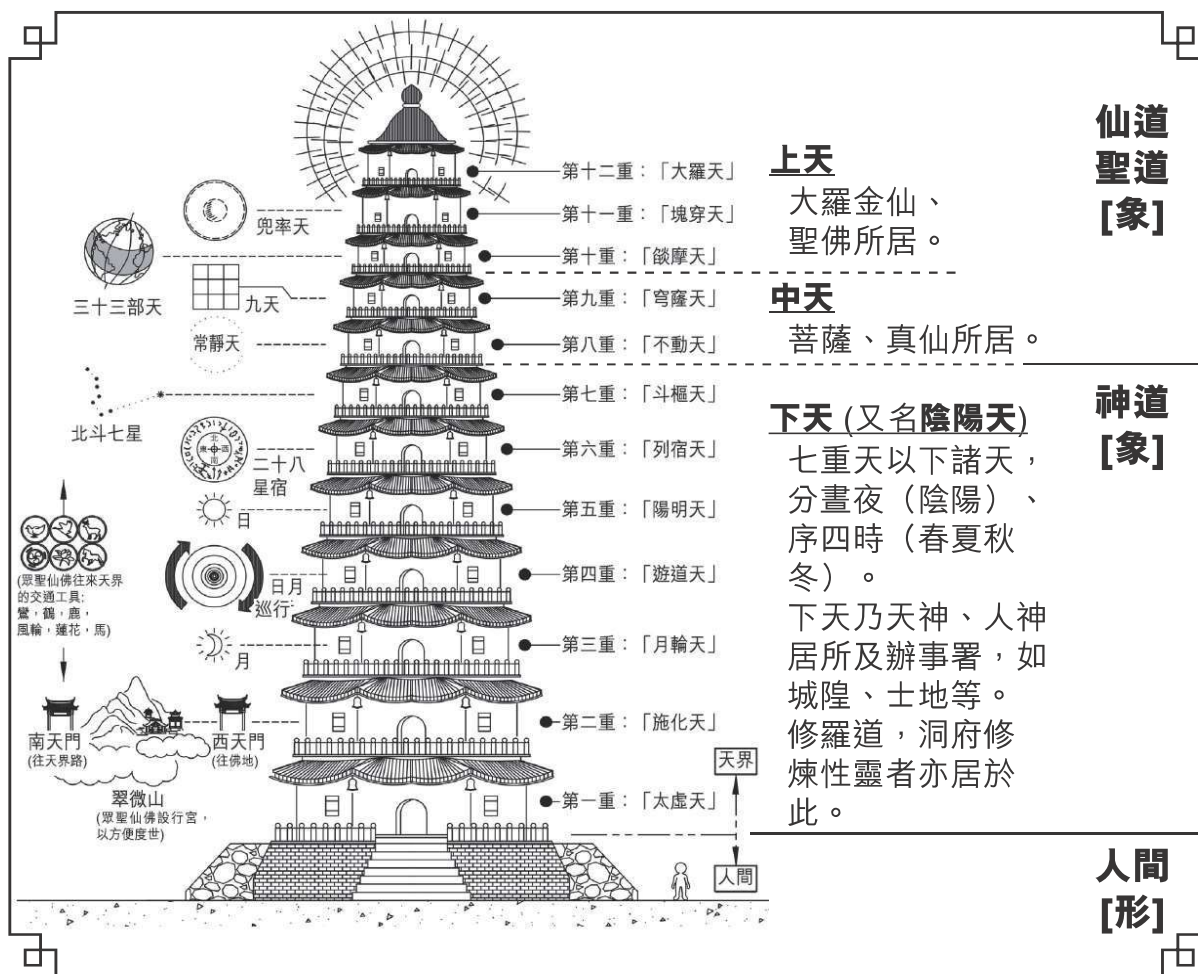 仙道
聖道
[象]
上天
大羅金仙、
聖佛所居。
第十二重：「大羅天」
第十一重：「塊穿天」
兜率天
第十重：「燄摩天」
三十三部天
中天
菩薩、真仙所居。
第九重：「穹窿天」
九天
第八重：「不動天」
常靜天
神道
[象]
下天 (又名陰陽天)
七重天以下諸天，
分晝夜（陰陽）、
序四時（春夏秋
冬）。
下天乃天神、人神
居所及辦事署，如
城隍、士地等。
修羅道，洞府修
煉性靈者亦居於
此。
第七重：「斗樞天」
北斗七星
第六重：「列宿天」
北
東 西
南
二十八
星宿
第五重：「陽明天」
日
第四重：「遊道天」
日月
巡行
(眾聖仙佛往來天界
的交通工具:
鸞，鶴，鹿，
風輪，蓮花，馬)
第三重：「月輪天」
月
第二重：「施化天」
南天門
(往天界路)
西天門
(往佛地)
翠微山
(眾聖仙佛設行宮，
以方便度世)
第一重：「太虛天」
天界
人間
人間
[形]